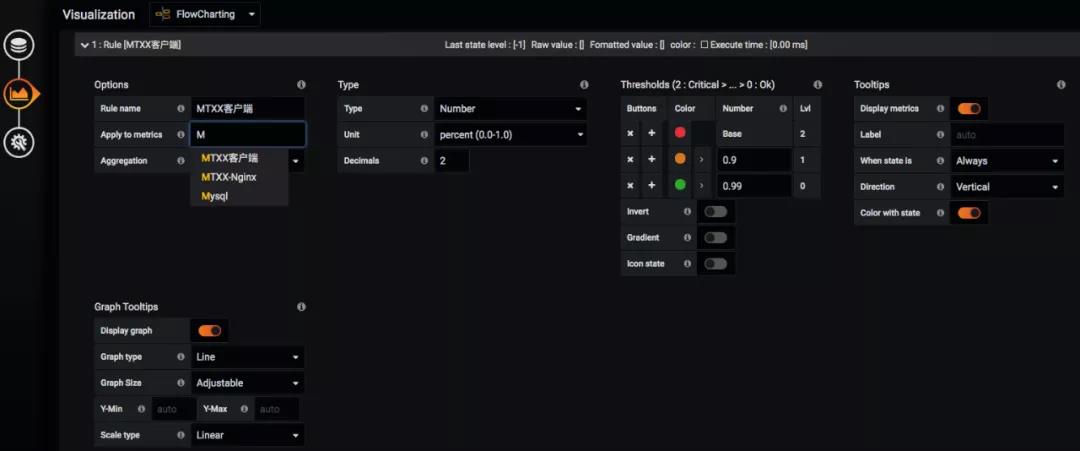 Visualization FlowCharting
1 : Rule [MTXX客户端] Last state level : [-1] Raw value : [] Fomatted value : [] color : Execute time : [0.00 ms]
Options Type Thresholds (2 : Critical > ... > 0 : Ok) Tooltips
Rule name MTXX客户端 Type Number Buttons Color Number Lvl Display metrics
Apply to metrics M Unit percent (0.0-1.0) Base 2 Label auto
Aggregation Decimals 2 0.9 1 When state is Always
MTXX客户端
MTXX-Nginx
Mysql
0.99 0 Direction Vertical
Invert Color with state
Gradient
Icon state
Graph Tooltips
Display graph
Graph type Line
Graph Size Adjustable
Y-Min auto Y-Max auto
Scale type Linear